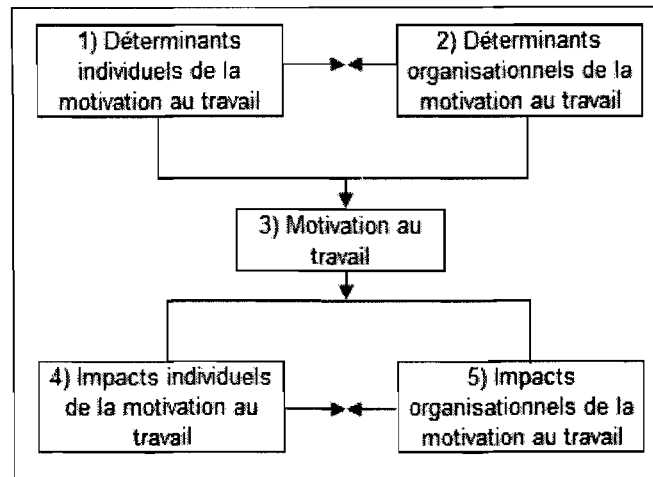 1) Déterminants
individuels de la
motivation au travail
2) Déterminants
organisationnels de la
motivation au travail
3) Motivation au
travail
4) Impacts individuels
de la motivation au
travail
5) Impacts
organisationnels de la
motivation au travail